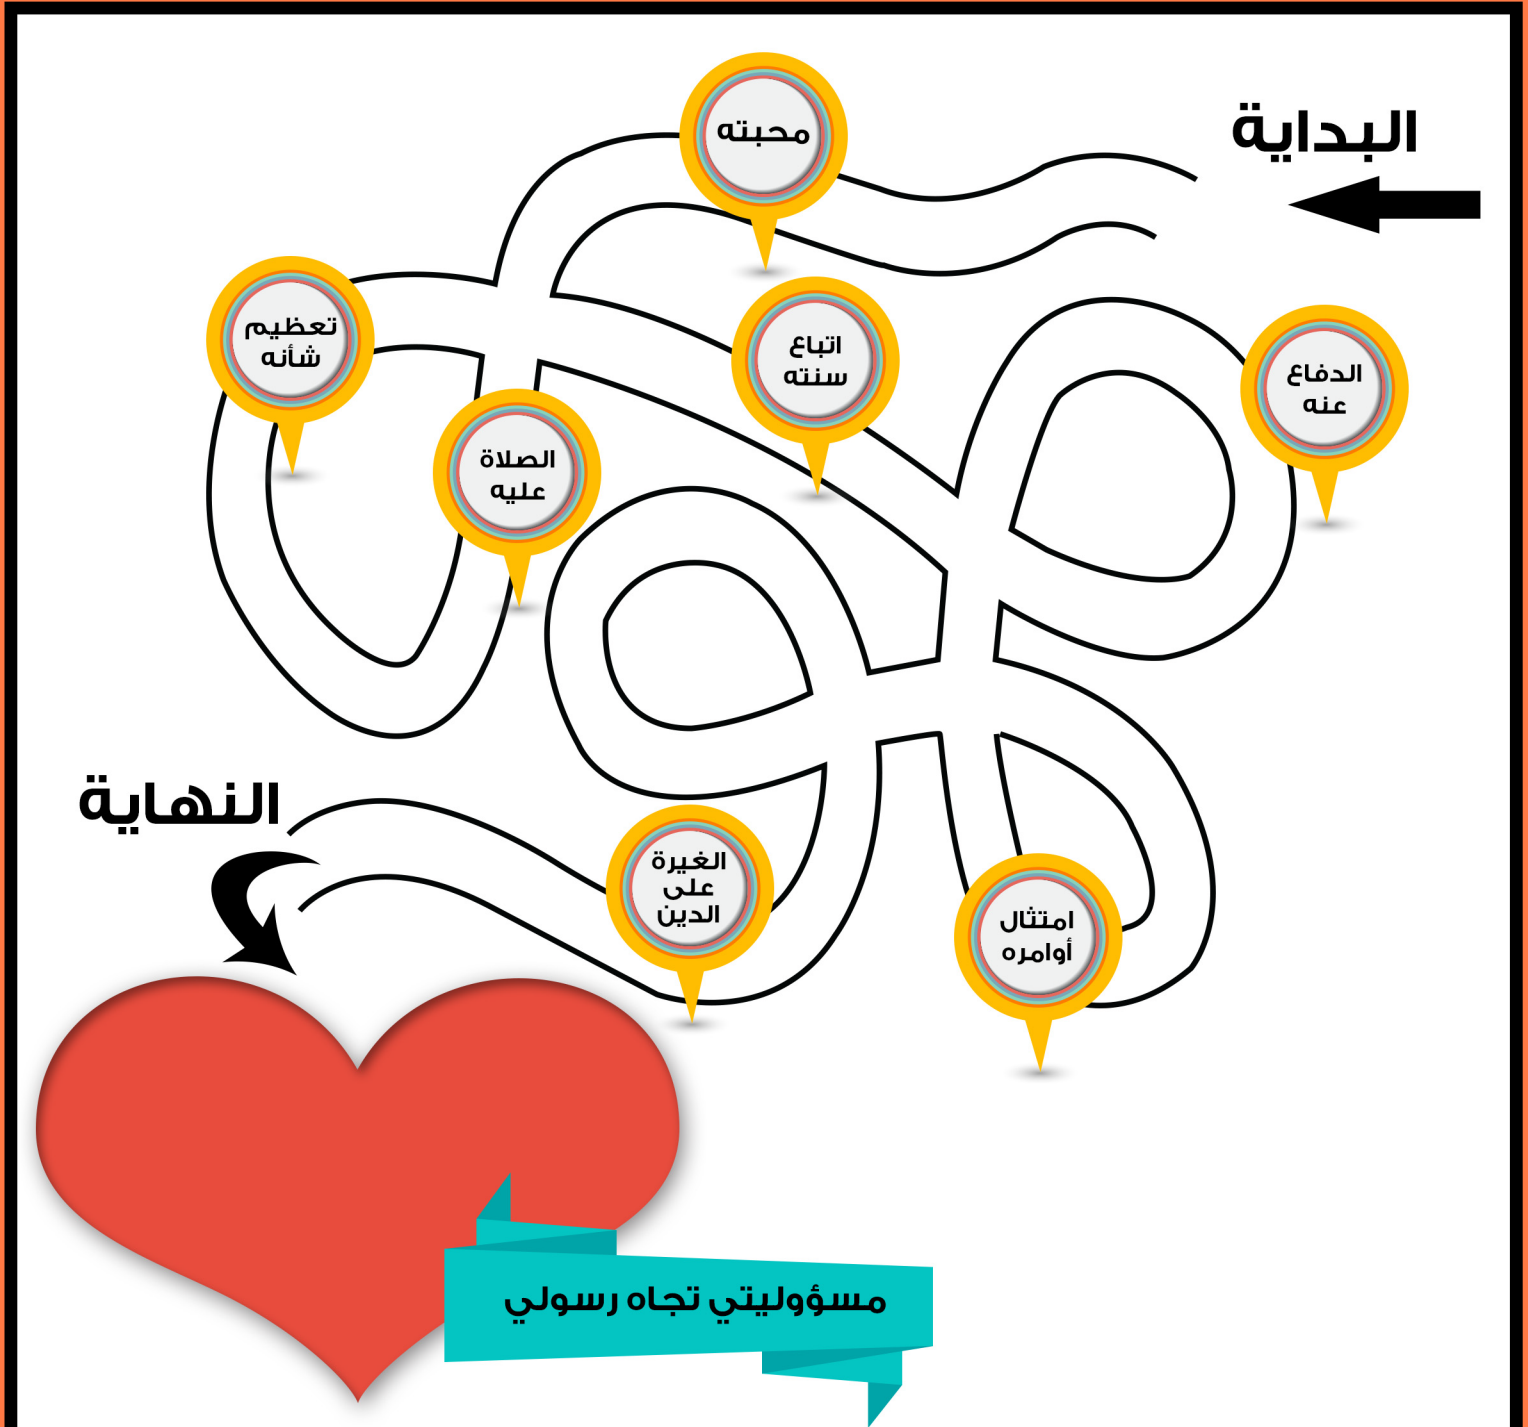 البداية
محبته
تعظيم
شأنه
اتباع
سنته
الدفاع
عنه
الصلاة
عليه
النهاية
الغيرة
على
الدين
امتثال
أوامره
مسؤوليتي تجاه رسولي